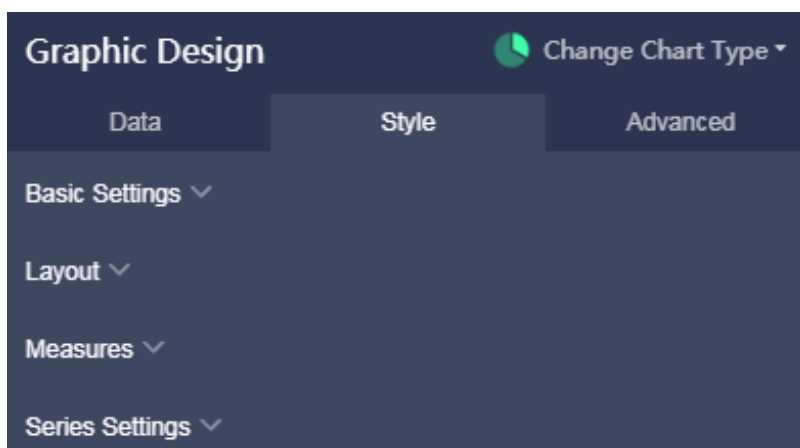 Graphic Design
Change Chart Type
Data
Style
Advanced
Basic Settings
Layout
Measures
Series Settings